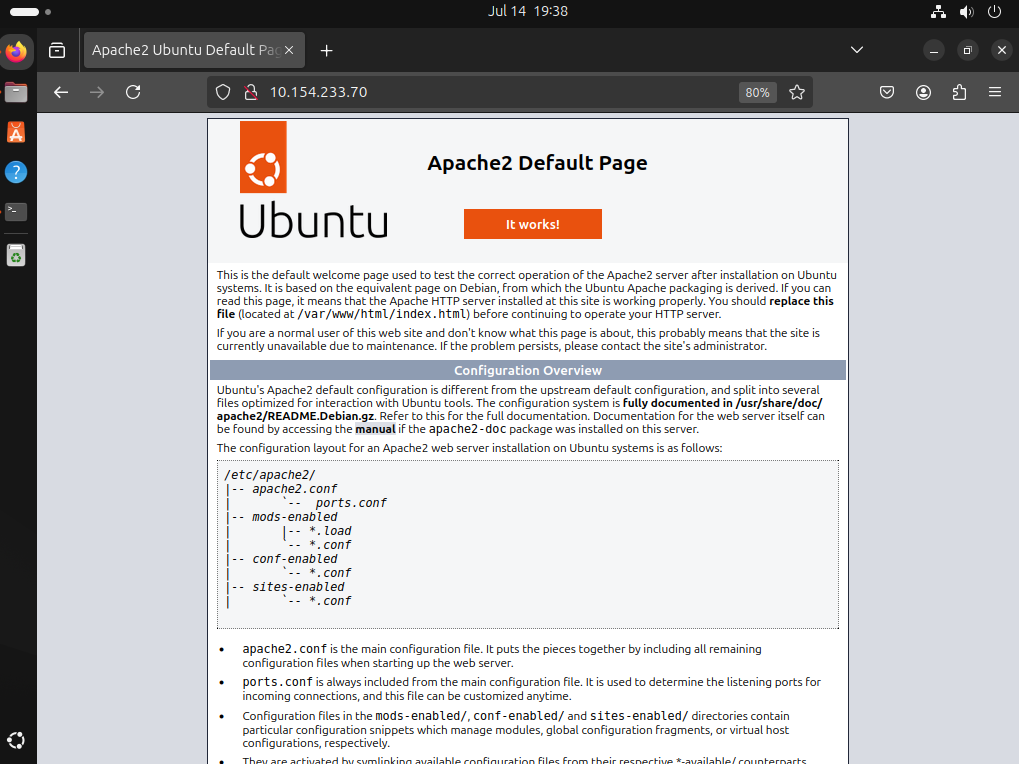 Jul 14 19:38
Apache2 Ubuntu Default Pag
10.154.233.70
80%
Apache2 Default Page
Ubuntu
It works!
This is the default welcome page used to test the correct operation of the Apache2 server after installation on Ubuntu
systems. It is based on the equivalent page on Debian, from which the Ubuntu Apache packaging is derived. If you can
read this page, it means that the Apache HTTP server installed at this site is working properly. You should replace this
file (located at /var/www/html/index.html) before continuing to operate your HTTP server.
If you are a normal user of this web site and don't know what this page is about, this probably means that the site is
currently unavailable due to maintenance. If the problem persists, please contact the site's administrator.
Configuration Overview
Ubuntu's Apache2 default configuration is different from the upstream default configuration, and split into several
files optimized for interaction with Ubuntu tools. The configuration system is fully documented in /usr/share/doc/
apache2/README.Debian.gz. Refer to this for the full documentation. Documentation for the web server itself can
be found by accessing the manual if the apache2-doc package was installed on this server.
The configuration layout for an Apache2 web server installation on Ubuntu systems is as follows:
/etc/apache2/
|-- apache2.conf
|       `--  ports.conf
|-- mods-enabled
|       |-- *.load
|       `-- *.conf
|-- conf-enabled
|       `-- *.conf
|-- sites-enabled
|       `-- *.conf
• apache2.conf is the main configuration file. It puts the pieces together by including all remaining
configuration files when starting up the web server.
• ports.conf is always included from the main configuration file. It is used to determine the listening ports for
incoming connections, and this file can be customized anytime.
• Configuration files in the mods-enabled/, conf-enabled/ and sites-enabled/ directories contain
particular configuration snippets which manage modules, global configuration fragments, or virtual host
configurations, respectively.
• They are activated by symlinking available configuration files from their respective *-available/ counterparts.